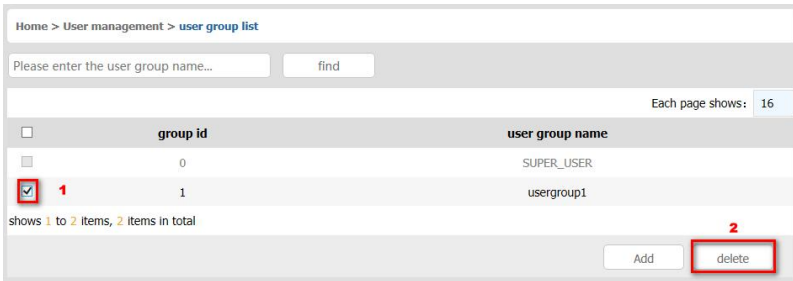 Home > User management > user group list
Please enter the user group name... find
Each page shows: 16
group id user group name
0 SUPER_USER
1 1 usergroup1
shows 1 to 2 items, 2 items in total
2
Add delete